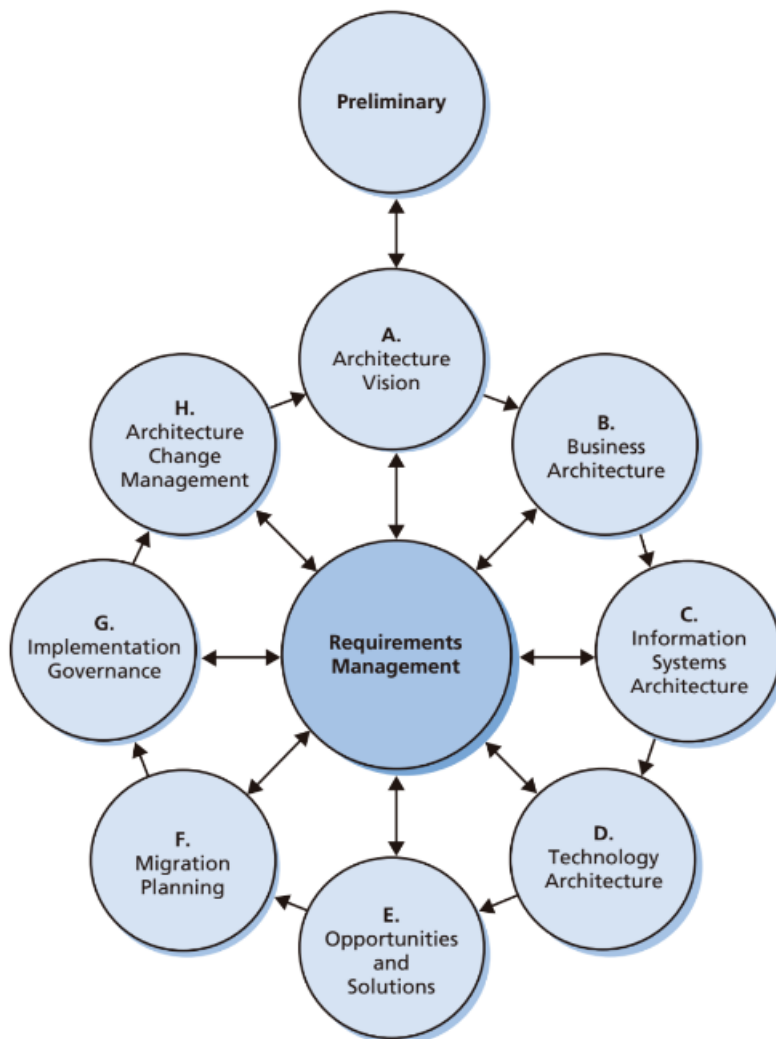 Preliminary
A.
Architecture
Vision
B.
Business
Architecture
C.
Information
Systems
Architecture
D.
Technology
Architecture
E.
Opportunities
and
Solutions
F.
Migration
Planning
G.
Implementation
Governance
H.
Architecture
Change
Management
Requirements
Management